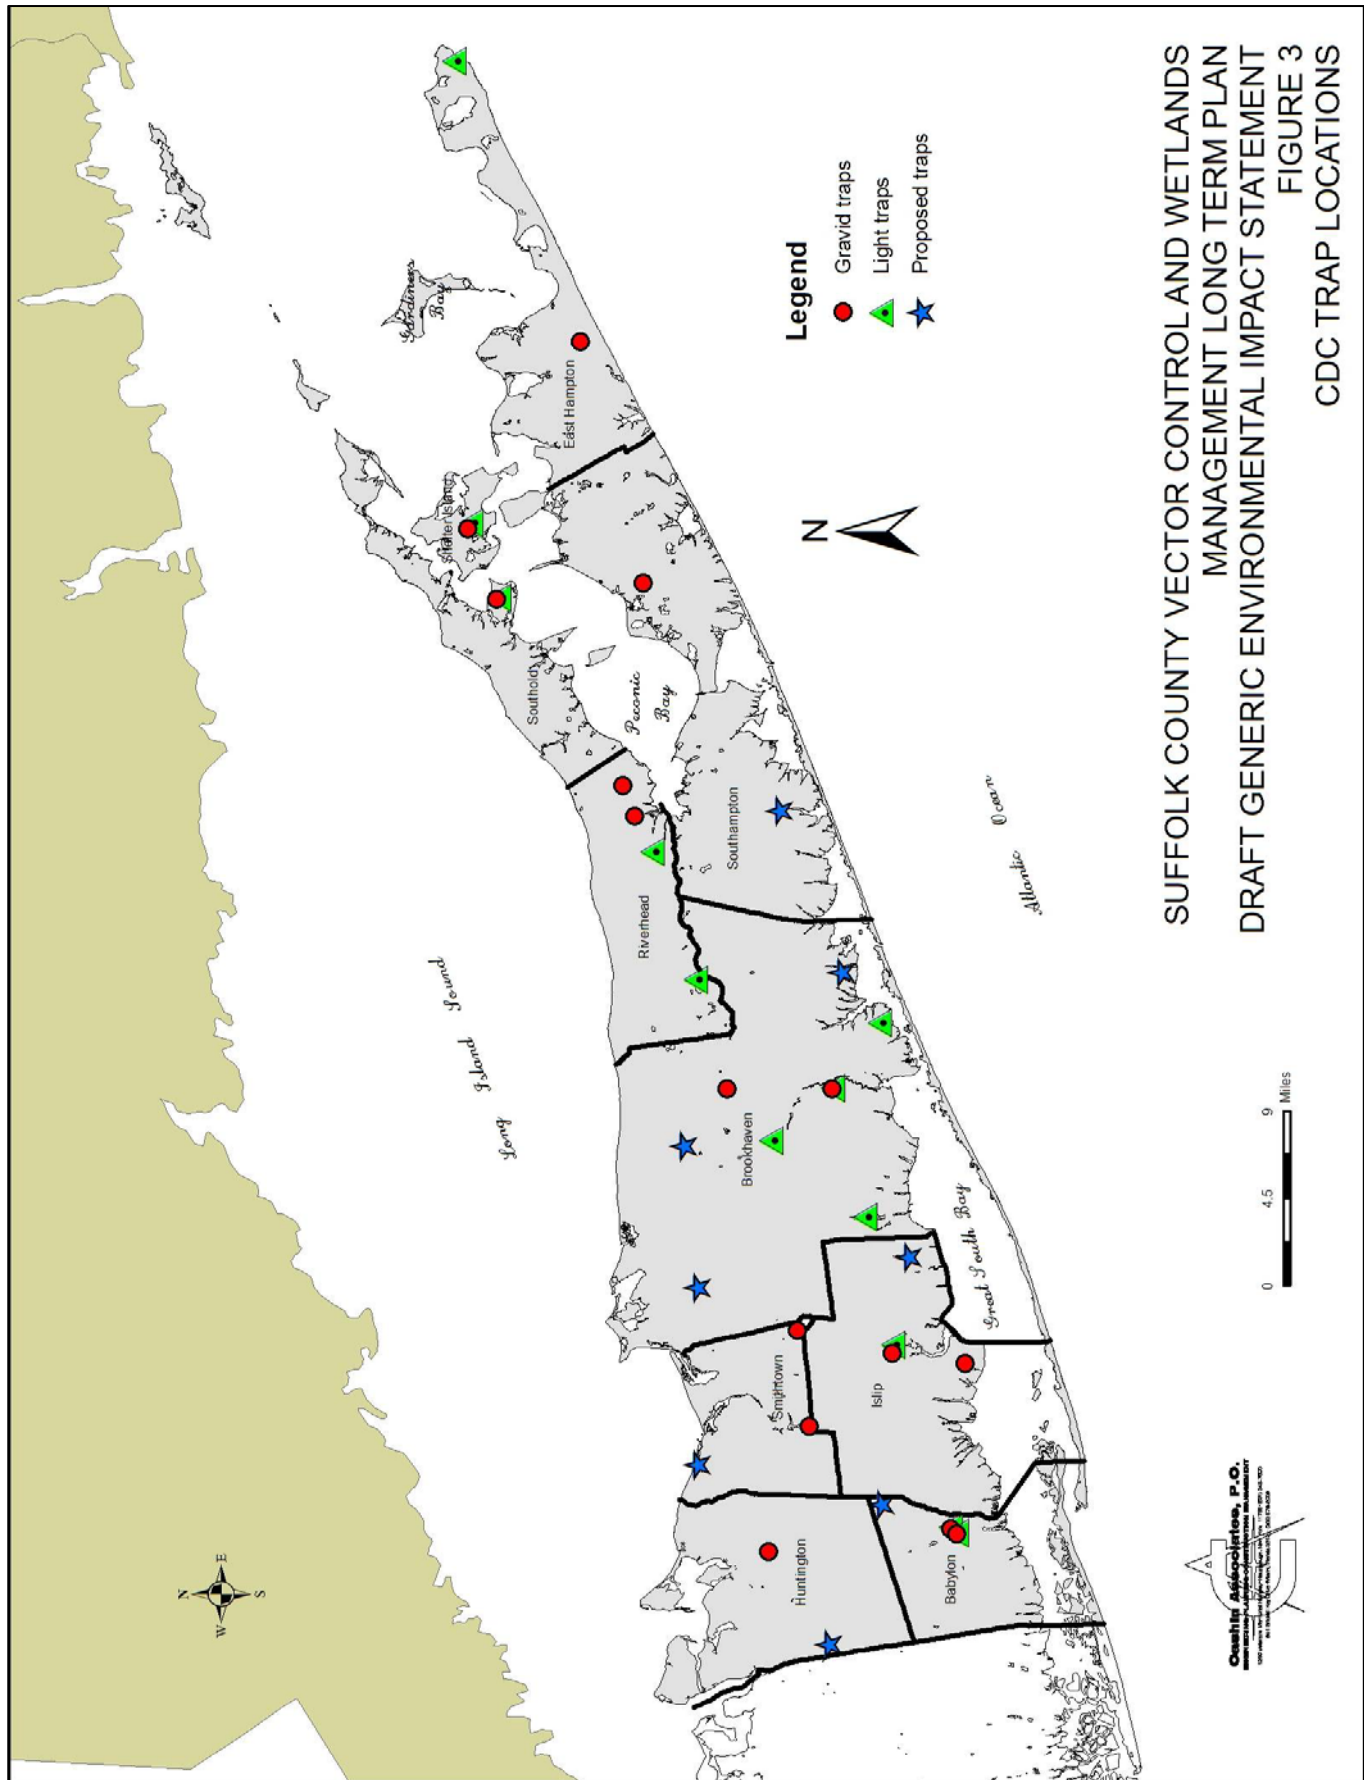 SUFFOLK COUNTY VECTOR CONTROL AND WETLANDS
MANAGEMENT LONG TERM PLAN
DRAFT GENERIC ENVIRONMENTAL IMPACT STATEMENT
FIGURE 3
CDC TRAP LOCATIONS
Legend
Gravid traps
Light traps
Proposed traps
N
N
E
S
W
Long Island Sound
Gardiners
Bay
Peconic
Bay
Great South Bay
Atlantic Ocean
Shelter Island
Southold
East Hampton
Riverhead
Southampton
Brookhaven
Smithtown
Islip
Huntington
Babylon
0 4.5 9
Miles
Cashin Associates, P.C.